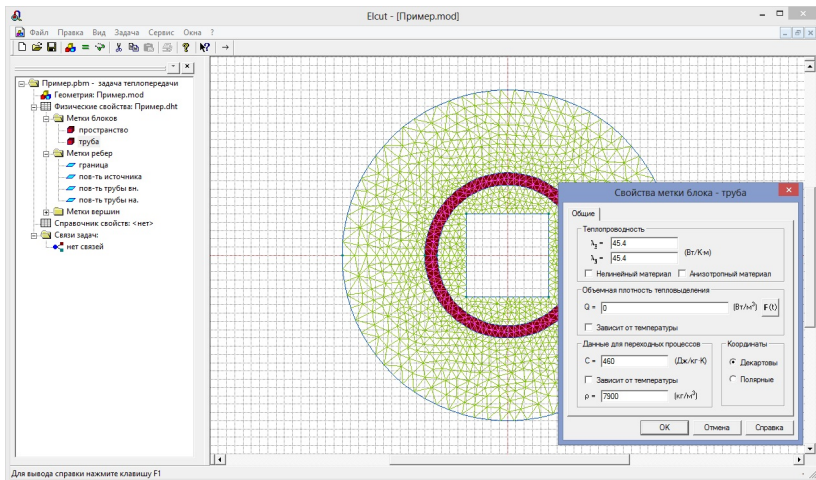 Elcut - [Пример.mod]
Файл Правка Вид Задача Сервис Окна ?
Пример.pbm - задача теплопередачи
Геометрия: Пример.mod
Физические свойства: Пример.dht
Метки блоков
пространство
труба
Метки ребер
граница
пов-ть источника
пов-ть трубы вн.
пов-ть трубы на.
Метки вершин
Справочник свойств: <нет>
Связи задач:
нет связей
Свойства метки блока - труба
Общие
Теплопроводность
λ₂ = 45.4
(Вт/К·м)
λ₃ = 45.4
Нелинейный материал Анизотропный материал
Объемная плотность тепловыделения
Q = 0 (Вт/м³) F(t)
Зависит от температуры
Данные для переходных процессов
C = 460 (Дж/кг·К)
Зависит от температуры
ρ = 7900 (кг/м³)
Координаты
Декартовы
Полярные
OK Отмена Справка
Для вывода справки нажмите клавишу F1